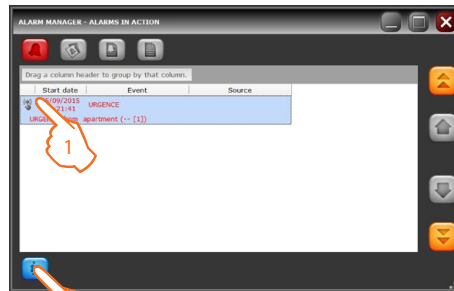 ALARM MANAGER - ALARMS IN ACTION
Drag a column header to group by that column.
Start date Event Source
/09/2015 URGENCE
21:41
apartment (-- [1])
1